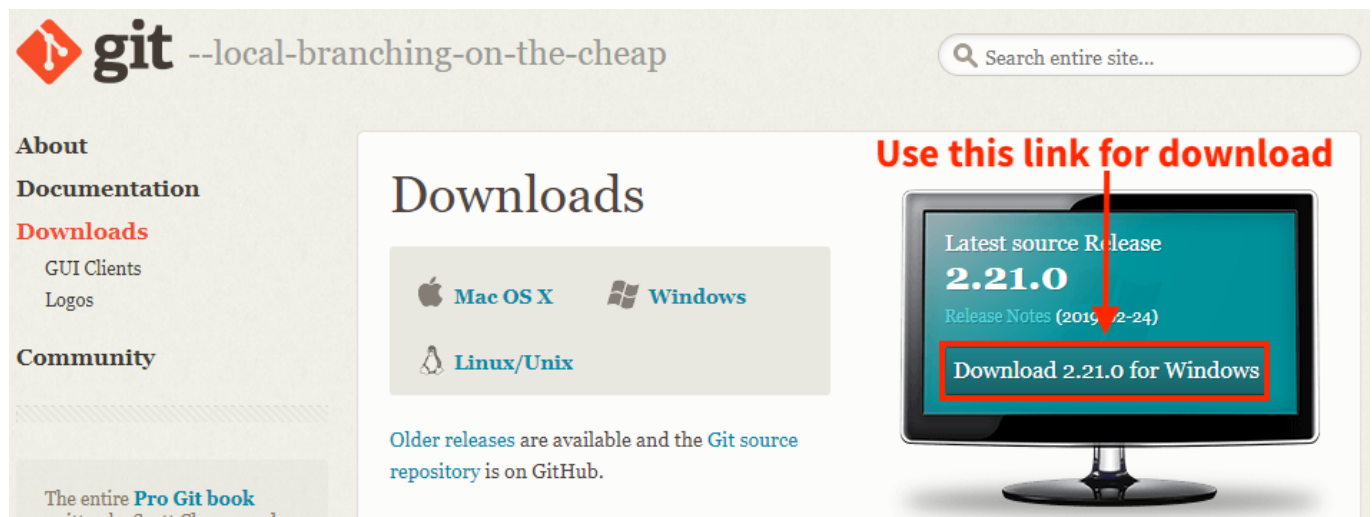 git --local-branching-on-the-cheap
Search entire site...
About
Documentation
Downloads
GUI Clients
Logos
Community
The entire Pro Git book
Downloads
Mac OS X
Windows
Linux/Unix
Older releases are available and the Git source
repository is on GitHub.
Use this link for download
Latest source Release
2.21.0
Release Notes (2019-02-24)
Download 2.21.0 for Windows